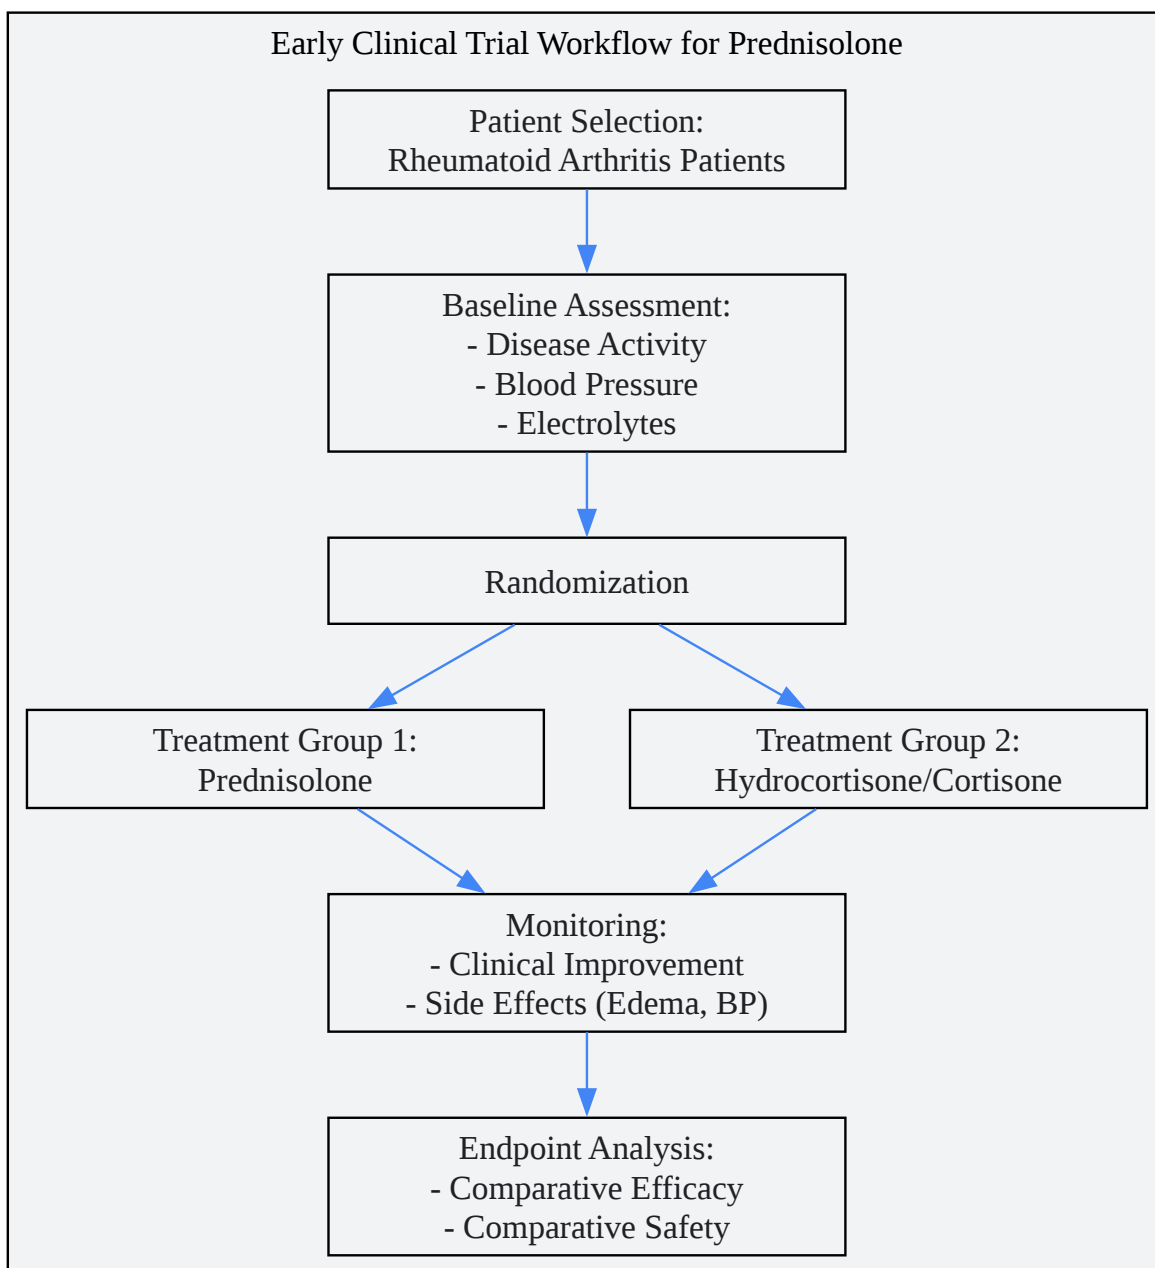 Early Clinical Trial Workflow for Prednisolone
Patient Selection:
Rheumatoid Arthritis Patients
Baseline Assessment:
- Disease Activity
- Blood Pressure
- Electrolytes
Randomization
Treatment Group 1:
Prednisolone
Treatment Group 2:
Hydrocortisone/Cortisone
Monitoring:
- Clinical Improvement
- Side Effects (Edema, BP)
Endpoint Analysis:
- Comparative Efficacy
- Comparative Safety